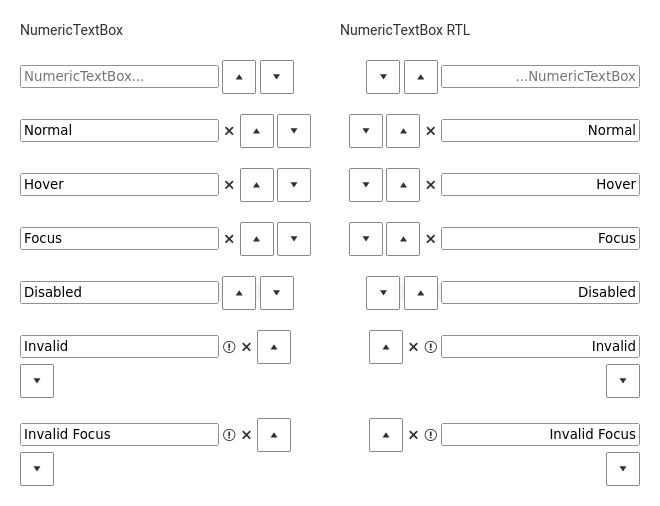 NumericTextBox
NumericTextBox RTL
NumericTextBox...
...NumericTextBox
Normal
Normal
Hover
Hover
Focus
Focus
Disabled
Disabled
Invalid
Invalid
Invalid Focus
Invalid Focus